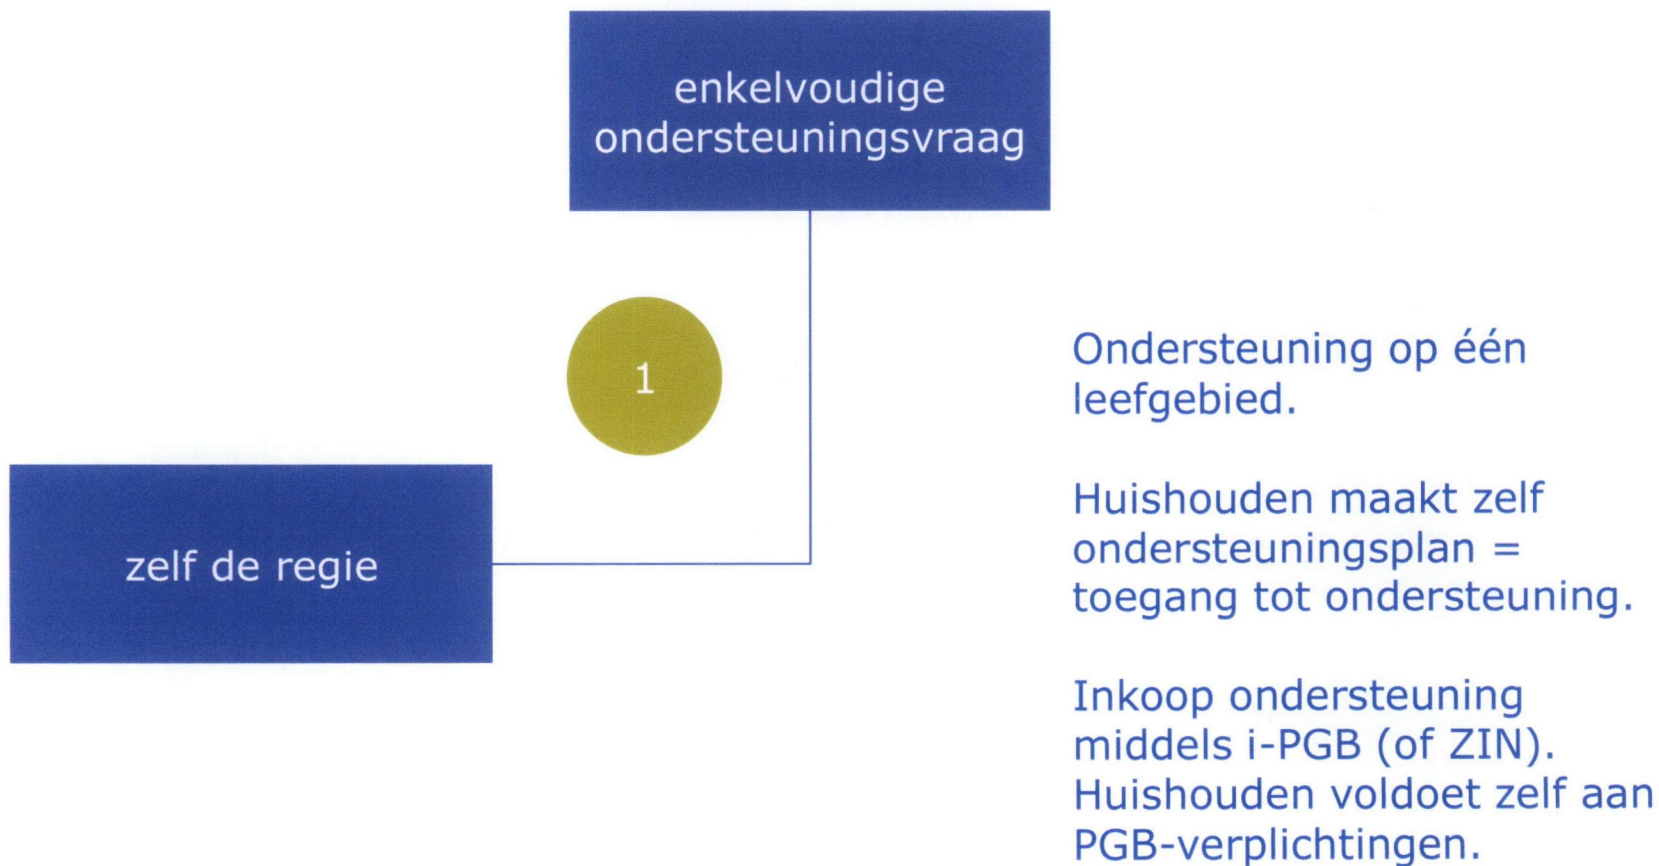 enkelvoudige
ondersteuningsvraag
1
zelf de regie
Ondersteuning op één
leefgebied.
Huishouden maakt zelf
ondersteuningsplan =
toegang tot ondersteuning.
Inkoop ondersteuning
middels i-PGB (of ZIN).
Huishouden voldoet zelf aan
PGB-verplichtingen.